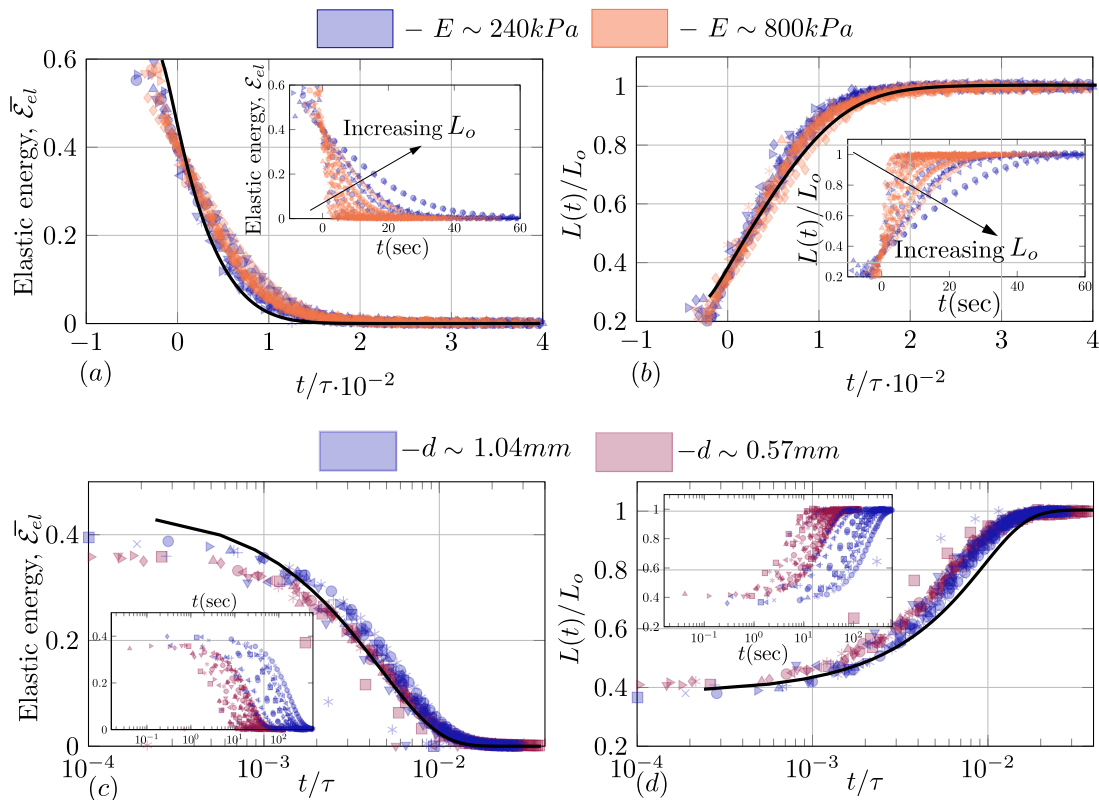 − E ∼ 240kPa − E ∼ 800kPa
Elastic energy, Ēel
0.6
0.4
0.2
0
−1 0 1 2 3 4
(a)
t/τ·10−2
Elastic energy, Eel
0.6
0.4
0.2
0
0 20 40 60
t(sec)
Increasing Lo
L(t)/Lo
1
0.8
0.6
0.4
0.2
−1 0 1 2 3 4
(b)
t/τ·10−2
L(t)/Lo
1
0.8
0.6
0.4
0.2
0 20 40 60
t(sec)
Increasing Lo
−d ∼ 1.04mm −d ∼ 0.57mm
Elastic energy, Ēel
0.4
0.2
0
10−4 10−3 10−2
(c)
t/τ
t(sec)
0.4
0.2
0
10−1 100 101 102
L(t)/Lo
1
0.8
0.6
0.4
0.2
10−4 10−3 10−2
(d)
t/τ
1
0.8
0.6
0.4
0.2
10−1 100 101 102
t(sec)